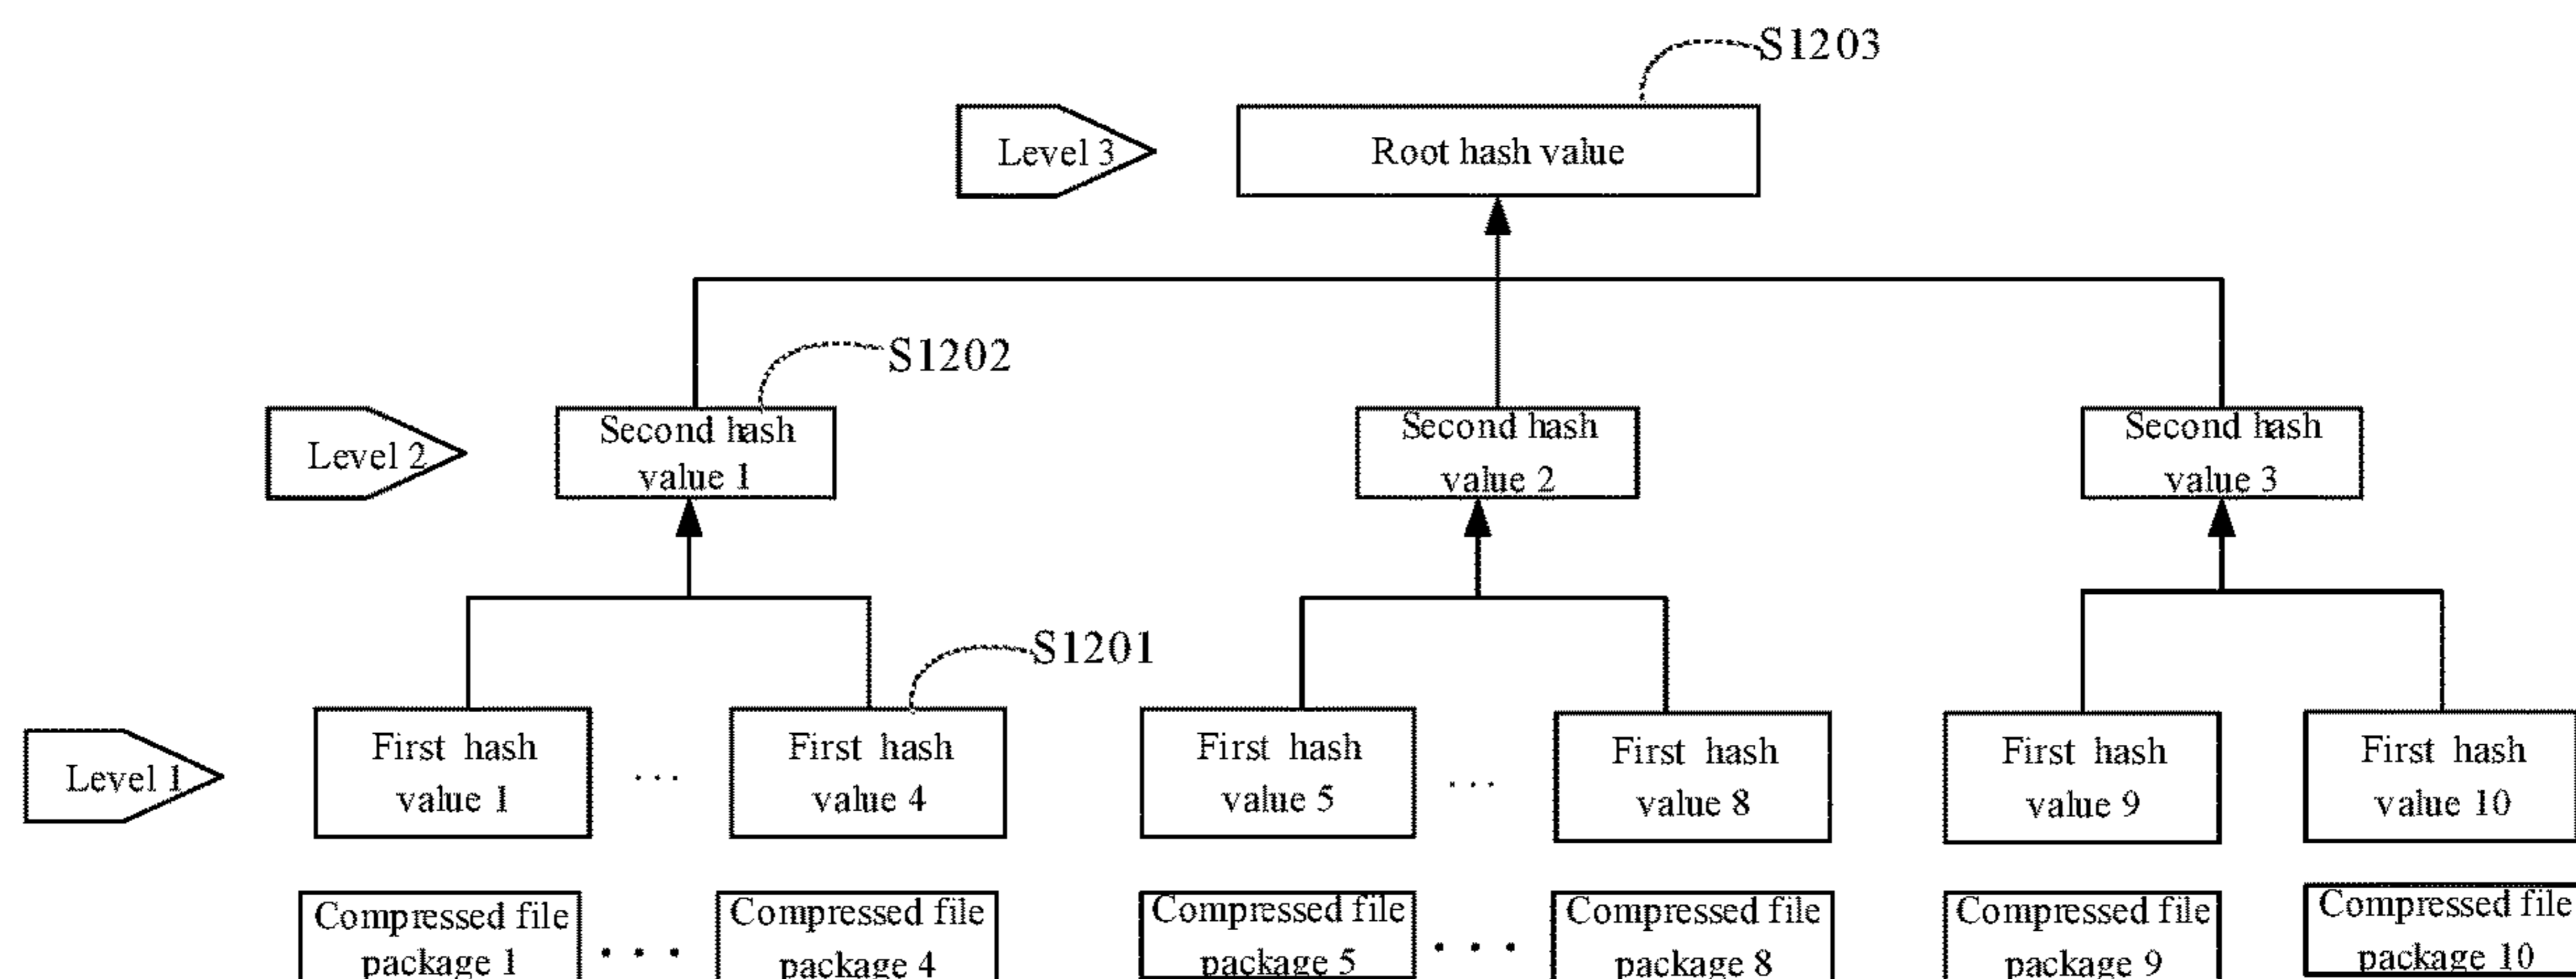 S1203
Level 3
Root hash value
S1202
Level 2
Second hash
value 1
Second hash
value 2
Second hash
value 3
S1201
Level 1
First hash
value 1
...
First hash
value 4
First hash
value 5
...
First hash
value 8
First hash
value 9
First hash
value 10
Compressed file
package 1
...
Compressed file
package 4
Compressed file
package 5
...
Compressed file
package 8
Compressed file
package 9
Compressed file
package 10